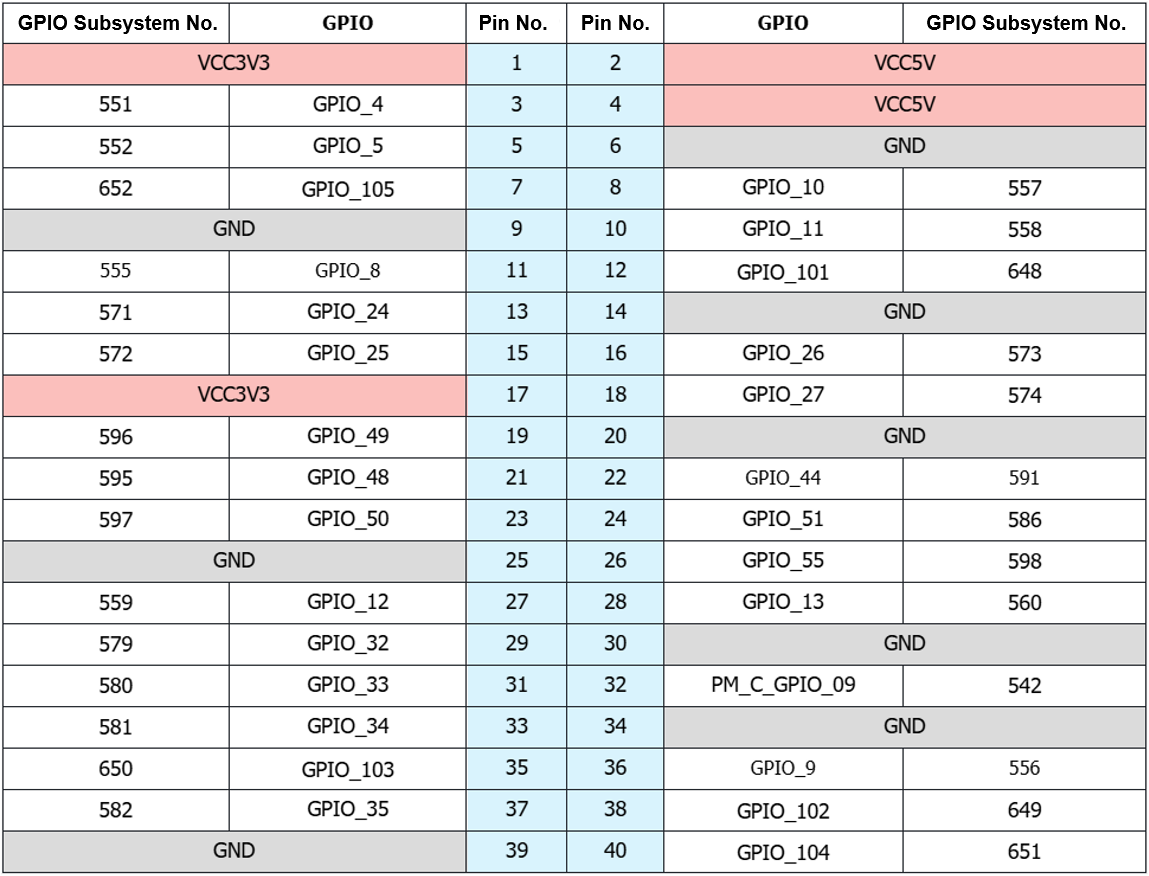 GPIO Subsystem No. GPIO Pin No. Pin No. GPIO GPIO Subsystem No.
VCC3V3 1 2 VCC5V
551 GPIO_4 3 4 VCC5V
552 GPIO_5 5 6 GND
652 GPIO_105 7 8 GPIO_10 557
GND 9 10 GPIO_11 558
555 GPIO_8 11 12 GPIO_101 648
571 GPIO_24 13 14 GND
572 GPIO_25 15 16 GPIO_26 573
VCC3V3 17 18 GPIO_27 574
596 GPIO_49 19 20 GND
595 GPIO_48 21 22 GPIO_44 591
597 GPIO_50 23 24 GPIO_51 586
GND 25 26 GPIO_55 598
559 GPIO_12 27 28 GPIO_13 560
579 GPIO_32 29 30 GND
580 GPIO_33 31 32 PM_C_GPIO_09 542
581 GPIO_34 33 34 GND
650 GPIO_103 35 36 GPIO_9 556
582 GPIO_35 37 38 GPIO_102 649
GND 39 40 GPIO_104 651